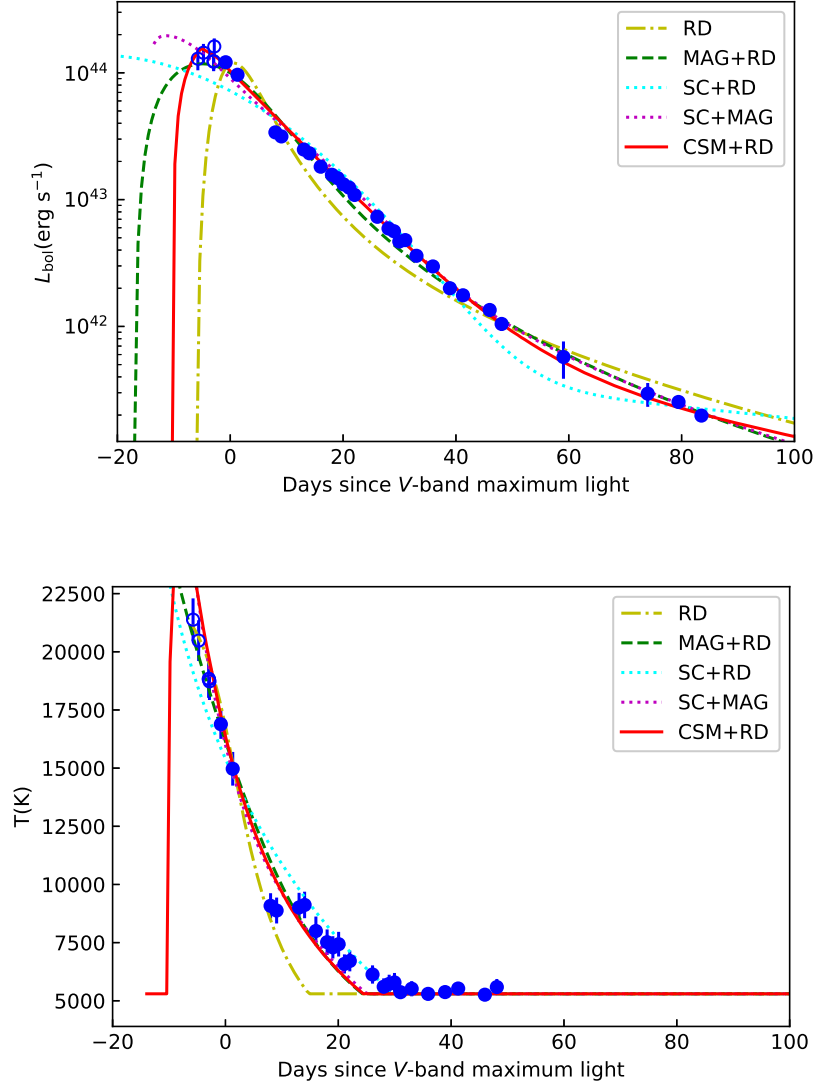 RD
MAG+RD
SC+RD
SC+MAG
CSM+RD
10^44
10^43
10^42
L_bol(erg s^−1)
−20 0 20 40 60 80 100
Days since V-band maximum light
22500
20000
17500
15000
12500
10000
7500
5000
T(K)
RD
MAG+RD
SC+RD
SC+MAG
CSM+RD
−20 0 20 40 60 80 100
Days since V-band maximum light